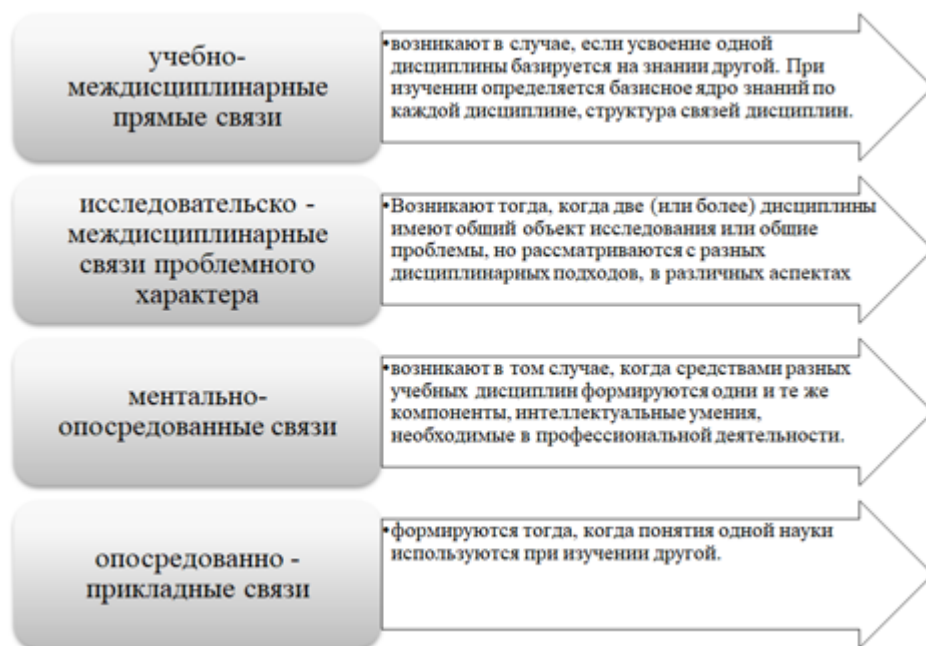 учебно-
междисциплинарные
прямые связи
•возникают в случае, если усвоение одной
дисциплины базируется на знании другой. При
изучении определяется базисное ядро знаний по
каждой дисциплине, структура связей дисциплин.
исследовательско -
междисциплинарные
связи проблемного
характера
•Возникают тогда, когда две (или более) дисциплины
имеют общий объект исследования или общие
проблемы, но рассматриваются с разных
дисциплинарных подходов, в различных аспектах
ментально-
опосредованные связи
•возникают в том случае, когда средствами разных
учебных дисциплин формируются одни и те же
компоненты, интеллектуальные умения,
необходимые в профессиональной деятельности.
опосредованно -
прикладные связи
•формируются тогда, когда понятия одной науки
используются при изучении другой.